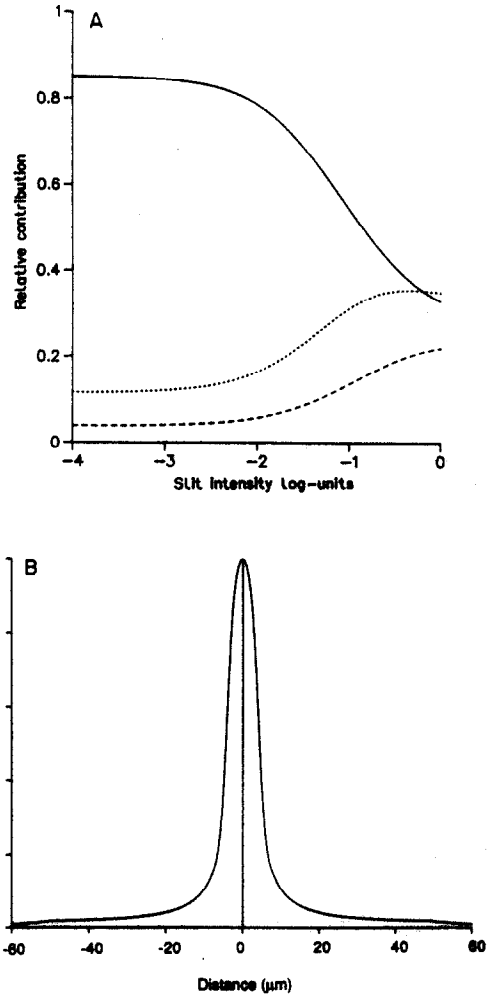 A
1
0.8
0.6
0.4
0.2
0
Relative contribution
-4 -3 -2 -1 0
Slit intensity log-units
B
-60 -40 -20 0 20 40 60
Distance (μm)